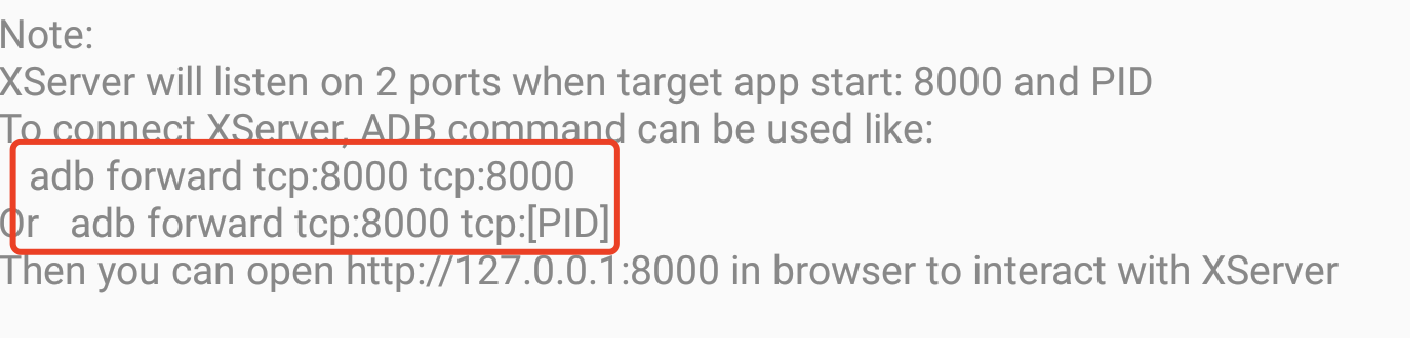 Note:
XServer will listen on 2 ports when target app start: 8000 and PID
To connect XServer, ADB command can be used like:
adb forward tcp:8000 tcp:8000
Or   adb forward tcp:8000 tcp:[PID]
Then you can open http://127.0.0.1:8000 in browser to interact with XServer